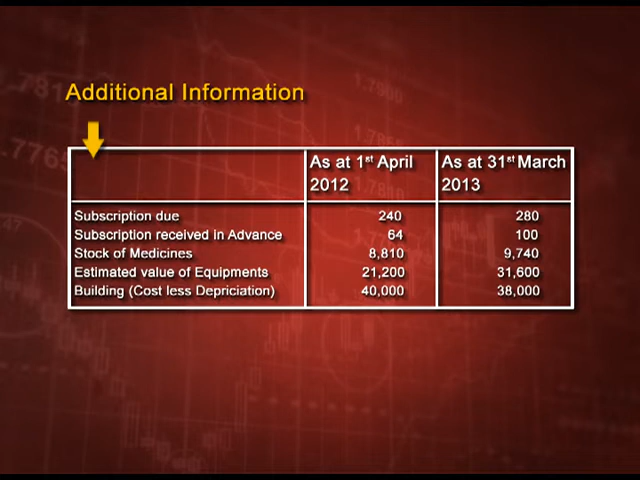 Additional Information
As at 1st April 2012 As at 31st March 2013
Subscription due 240 280
Subscription received in Advance 64 100
Stock of Medicines 8,810 9,740
Estimated value of Equipments 21,200 31,600
Building (Cost less Depriciation) 40,000 38,000